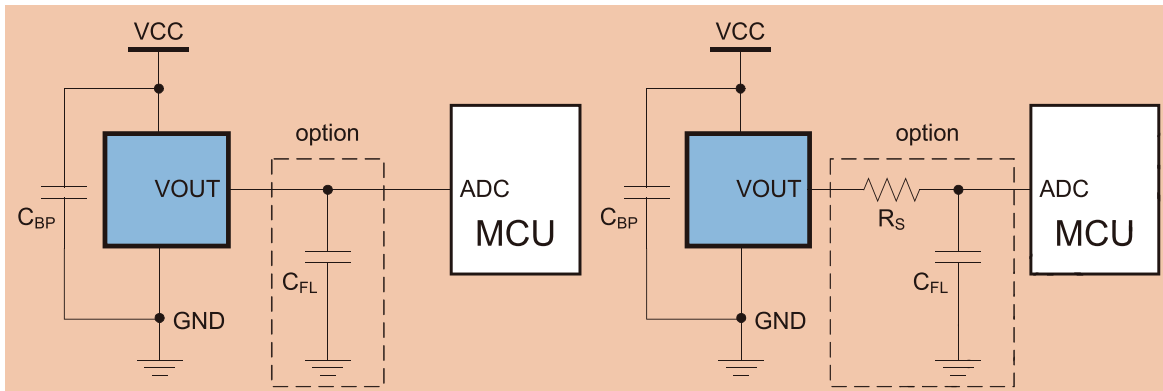 VCC
option
VOUT
ADC
MCU
CBP
CFL
GND
VCC
option
VOUT
ADC
RS
MCU
CBP
CFL
GND